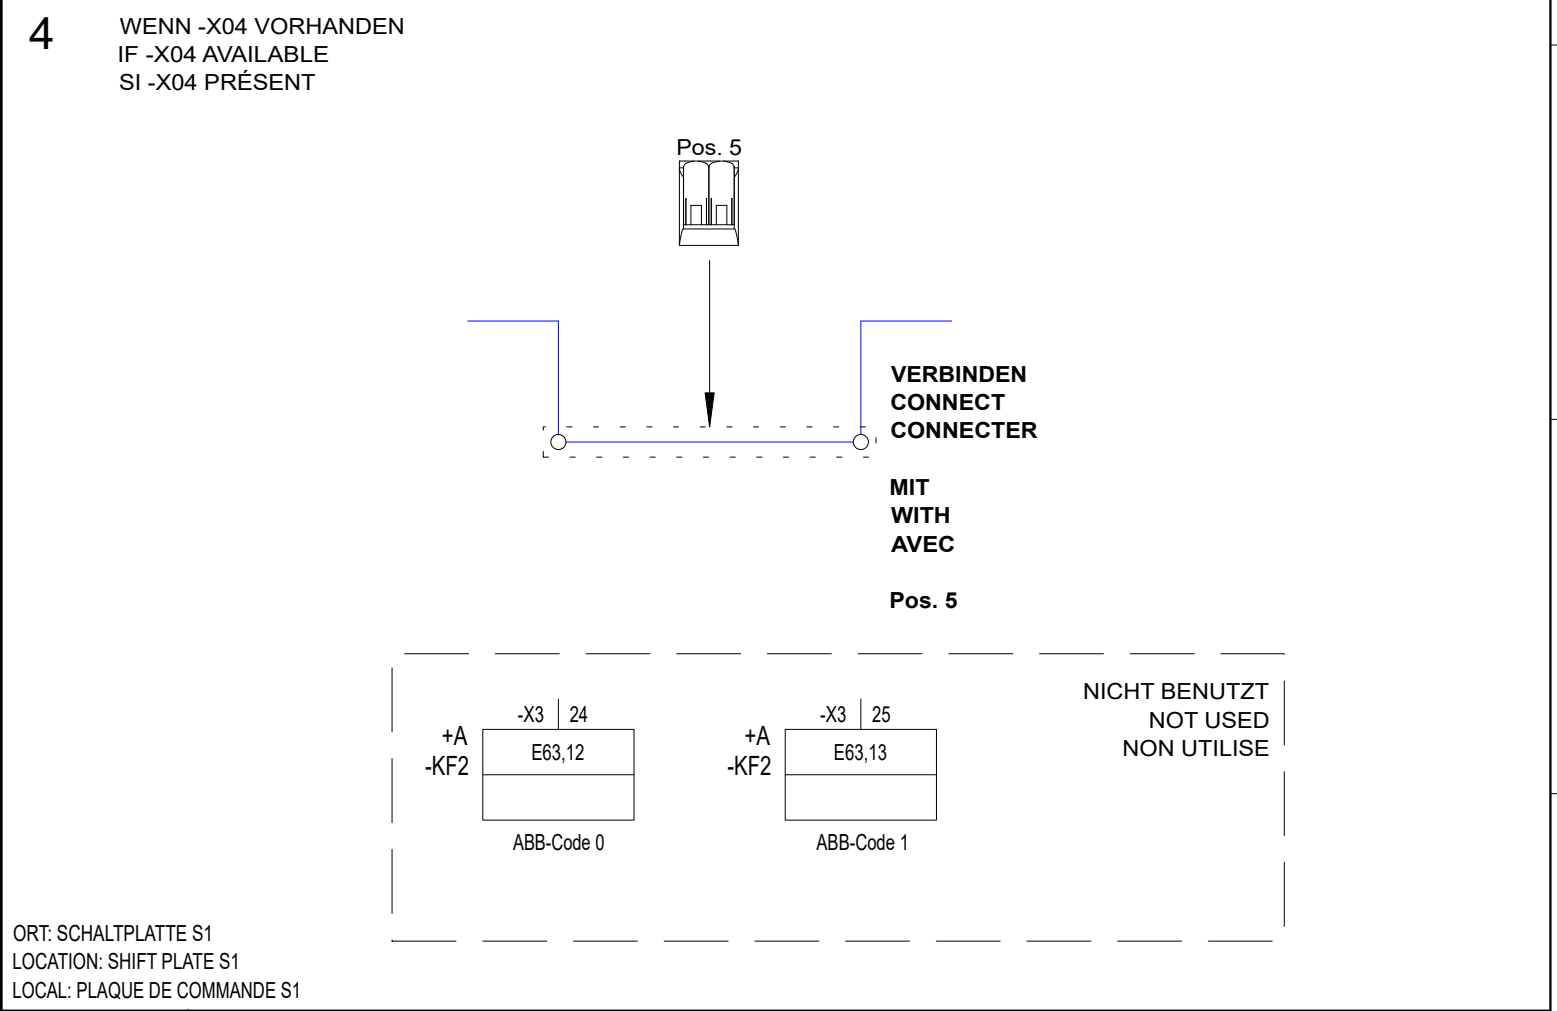 4
WENN -X04 VORHANDEN
IF -X04 AVAILABLE
SI -X04 PRÉSENT
Pos. 5
VERBINDEN
CONNECT
CONNECTER
MIT
WITH
AVEC
Pos. 5
NICHT BENUTZT
NOT USED
NON UTILISE
-X3 24
+A
-KF2
E63,12
ABB-Code 0
-X3 25
+A
-KF2
E63,13
ABB-Code 1
ORT: SCHALTPLATTE S1
LOCATION: SHIFT PLATE S1
LOCAL: PLAQUE DE COMMANDE S1